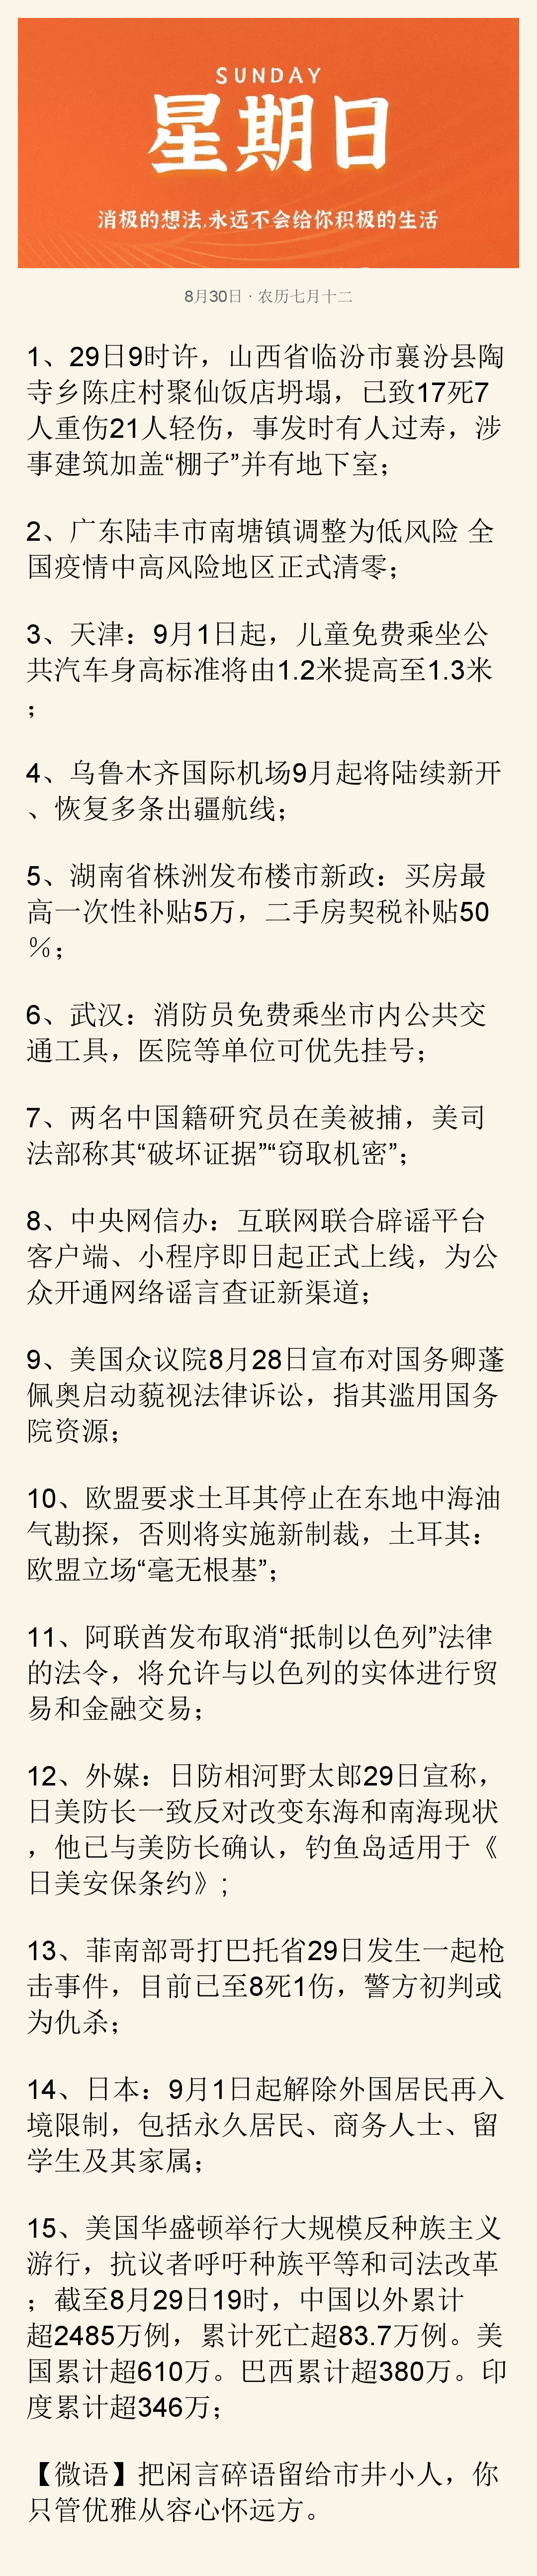 SUNDAY
星期日
消极的想法,永远不会给你积极的生活
8月30日 · 农历七月十二
1、29日9时许，山西省临汾市襄汾县陶
寺乡陈庄村聚仙饭店坍塌，已致17死7
人重伤21人轻伤，事发时有人过寿，涉
事建筑加盖“棚子”并有地下室；
2、广东陆丰市南塘镇调整为低风险 全
国疫情中高风险地区正式清零；
3、天津：9月1日起，儿童免费乘坐公
共汽车身高标准将由1.2米提高至1.3米
；
4、乌鲁木齐国际机场9月起将陆续新开
、恢复多条出疆航线；
5、湖南省株洲发布楼市新政：买房最
高一次性补贴5万，二手房契税补贴50
％；
6、武汉：消防员免费乘坐市内公共交
通工具，医院等单位可优先挂号；
7、两名中国籍研究员在美被捕，美司
法部称其“破坏证据”“窃取机密”；
8、中央网信办：互联网联合辟谣平台
客户端、小程序即日起正式上线，为公
众开通网络谣言查证新渠道；
9、美国众议院8月28日宣布对国务卿蓬
佩奥启动藐视法律诉讼，指其滥用国务
院资源；
10、欧盟要求土耳其停止在东地中海油
气勘探，否则将实施新制裁，土耳其：
欧盟立场“毫无根基”；
11、阿联酋发布取消“抵制以色列”法律
的法令，将允许与以色列的实体进行贸
易和金融交易；
12、外媒：日防相河野太郎29日宣称，
日美防长一致反对改变东海和南海现状
，他已与美防长确认，钓鱼岛适用于《
日美安保条约》；
13、菲南部哥打巴托省29日发生一起枪
击事件，目前已至8死1伤，警方初判或
为仇杀；
14、日本：9月1日起解除外国居民再入
境限制，包括永久居民、商务人士、留
学生及其家属；
15、美国华盛顿举行大规模反种族主义
游行，抗议者呼吁种族平等和司法改革
；截至8月29日19时，中国以外累计
超2485万例，累计死亡超83.7万例。美
国累计超610万。巴西累计超380万。印
度累计超346万；
【微语】把闲言碎语留给市井小人，你
只管优雅从容心怀远方。